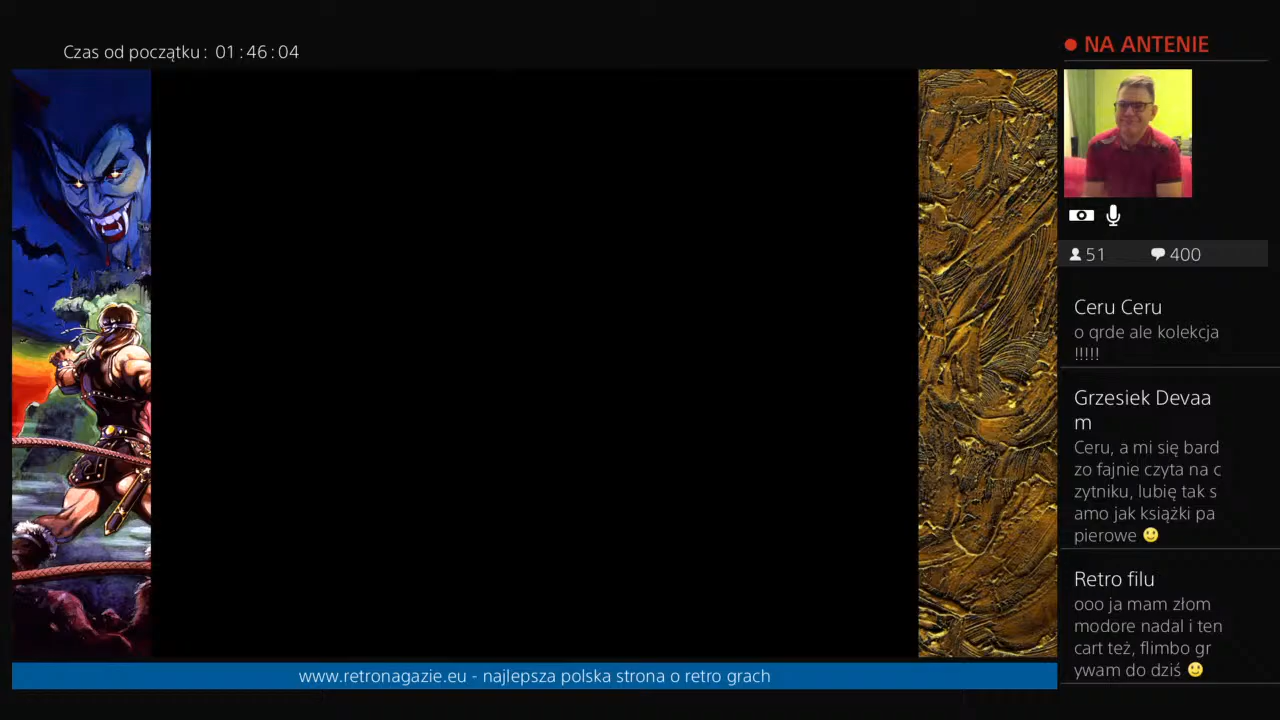 Czas od początku: 01:46:04
NA ANTENIE
51 400
Ceru Ceru
o qrde ale kolekcja
!!!!!
Grzesiek Devaa
m
Ceru, a mi się bard
zo fajnie czyta na c
zytniku, lubię tak s
amo jak książki pa
pierowe 🙂
Retro filu
ooo ja mam złom
modore nadal i ten
cart też, flimbo gr
ywam do dziś 🙂
www.retronagazie.eu - najlepsza polska strona o retro grach